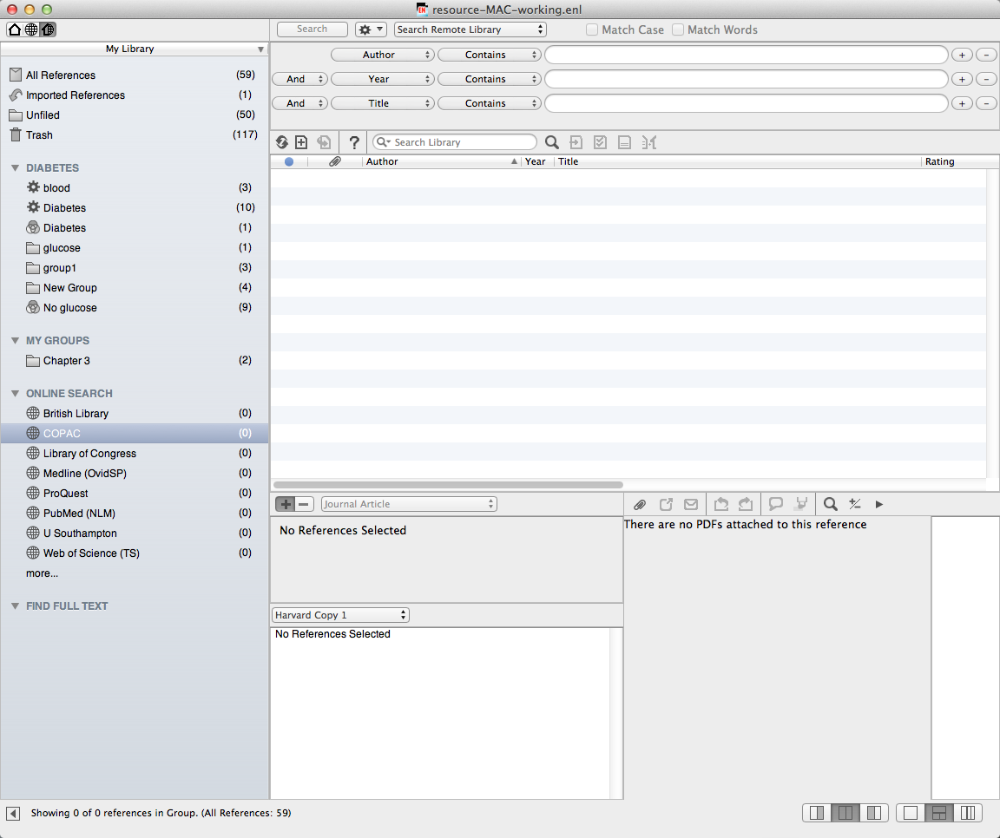 resource-MAC-working.enl
Search
Search Remote Library
Match Case
Match Words
My Library
Author Contains + -
And Year Contains + -
And Title Contains + -
All References (59)
Imported References (1)
Unfiled (50)
Trash (117)
? Search Library
Author Year Title Rating
DIABETES
blood (3)
Diabetes (10)
Diabetes (1)
glucose (1)
group1 (3)
New Group (4)
No glucose (9)
MY GROUPS
Chapter 3 (2)
ONLINE SEARCH
British Library (0)
COPAC (0)
Library of Congress (0)
Medline (OvidSP) (0)
ProQuest (0)
PubMed (NLM) (0)
U Southampton (0)
Web of Science (TS) (0)
more...
FIND FULL TEXT
+ - Journal Article
No References Selected
There are no PDFs attached to this reference
Harvard Copy 1
No References Selected
Showing 0 of 0 references in Group. (All References: 59)